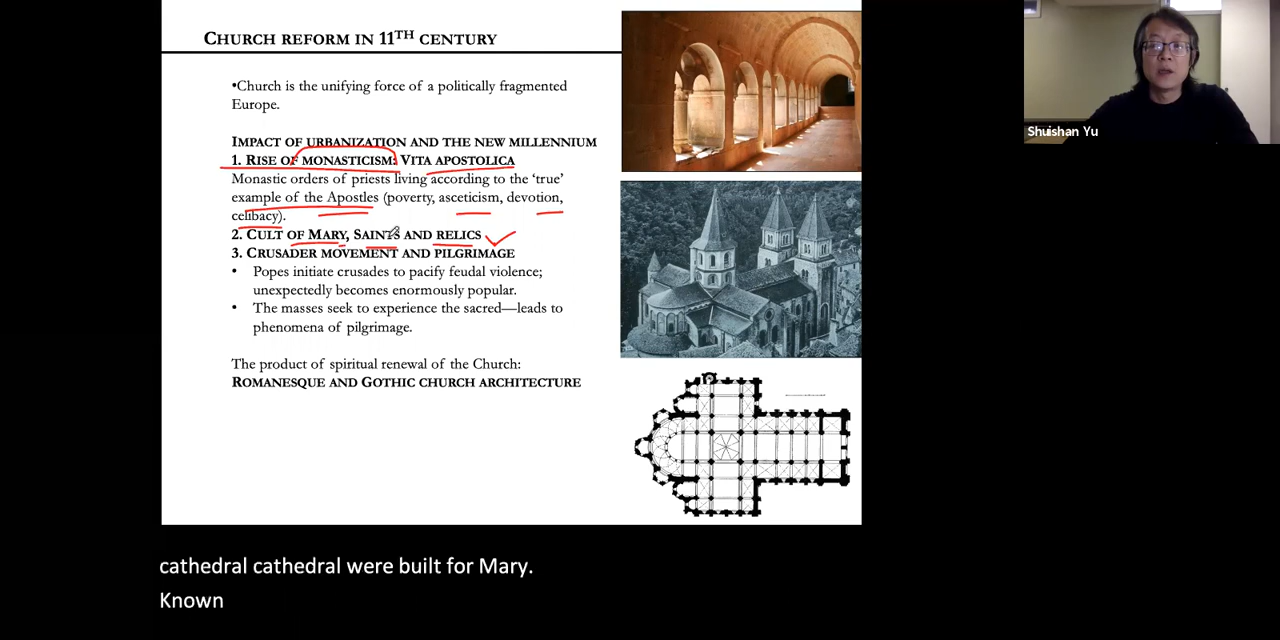 CHURCH REFORM IN 11TH CENTURY
•Church is the unifying force of a politically fragmented
Europe.
IMPACT OF URBANIZATION AND THE NEW MILLENNIUM
1. RISE OF MONASTICISM: VITA APOSTOLICA
Monastic orders of priests living according to the ‘true’
example of the Apostles (poverty, asceticism, devotion,
celibacy).
2. CULT OF MARY, SAINTS AND RELICS
3. CRUSADER MOVEMENT AND PILGRIMAGE
• Popes initiate crusades to pacify feudal violence;
unexpectedly becomes enormously popular.
• The masses seek to experience the sacred—leads to
phenomena of pilgrimage.
The product of spiritual renewal of the Church:
ROMANESQUE AND GOTHIC CHURCH ARCHITECTURE
Shuishan Yu
cathedral cathedral were built for Mary.
Known